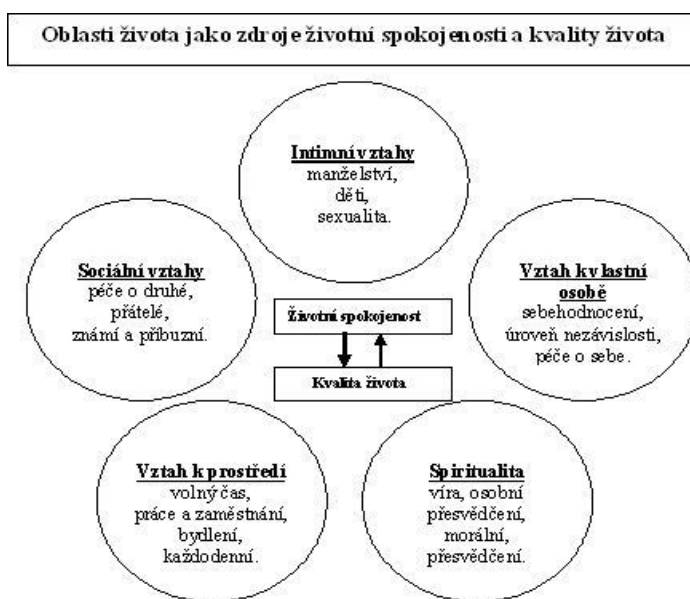 Oblasti života jako zdroje životní spokojenosti a kvality života
Intimní vztahy
manželství,
děti,
sexualita.
Sociální vztahy
péče o druhé,
přátelé,
známí a příbuzní.
Vztah k vlastní
osobě
sebehodnocení,
úroveň nezávislosti,
péče o sebe.
Životní spokojenost
Kvalita života
Vztah k prostředí
volný čas,
práce a zaměstnání,
bydlení,
každodenní.
Spiritualita
víra, osobní
přesvědčení,
morální,
přesvědčení.